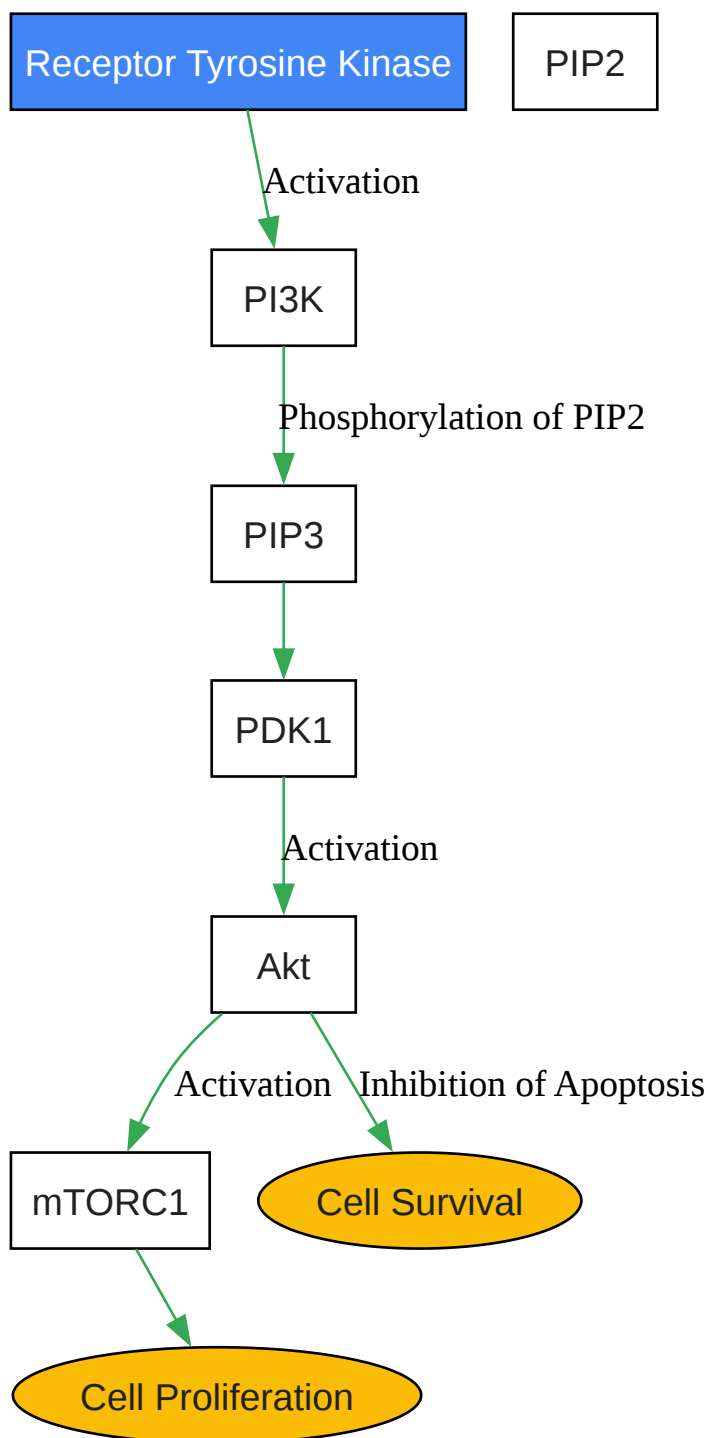 Receptor Tyrosine Kinase
PIP2
Activation
PI3K
Phosphorylation of PIP2
PIP3
PDK1
Activation
Akt
Activation
Inhibition of Apoptosis
mTORC1
Cell Survival
Cell Proliferation